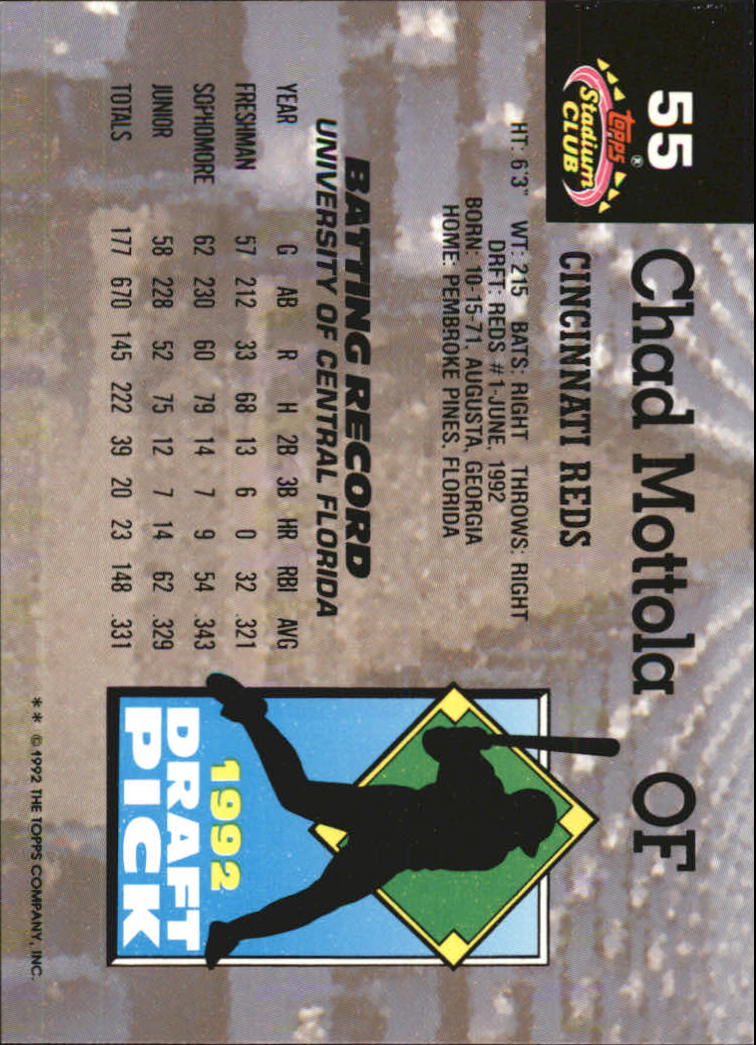 55
Topps®
Stadium
CLUB
Chad Mottola OF
CINCINNATI REDS
HT: 6'3" WT: 215 BATS: RIGHT THROWS: RIGHT
DRFT: REDS #1-JUNE, 1992
BORN: 10-15-71, AUGUSTA, GEORGIA
HOME: PEMBROKE PINES, FLORIDA
BATTING RECORD
UNIVERSITY OF CENTRAL FLORIDA
YEAR G AB R H 2B 3B HR RBI AVG
FRESHMAN 57 212 33 68 13 6 0 32 .321
SOPHOMORE 62 230 60 79 14 7 9 54 .343
JUNIOR 58 228 52 75 12 7 14 62 .329
TOTALS 177 670 145 222 39 20 23 148 .331
1992
DRAFT
PICK
** © 1992 THE TOPPS COMPANY, INC.